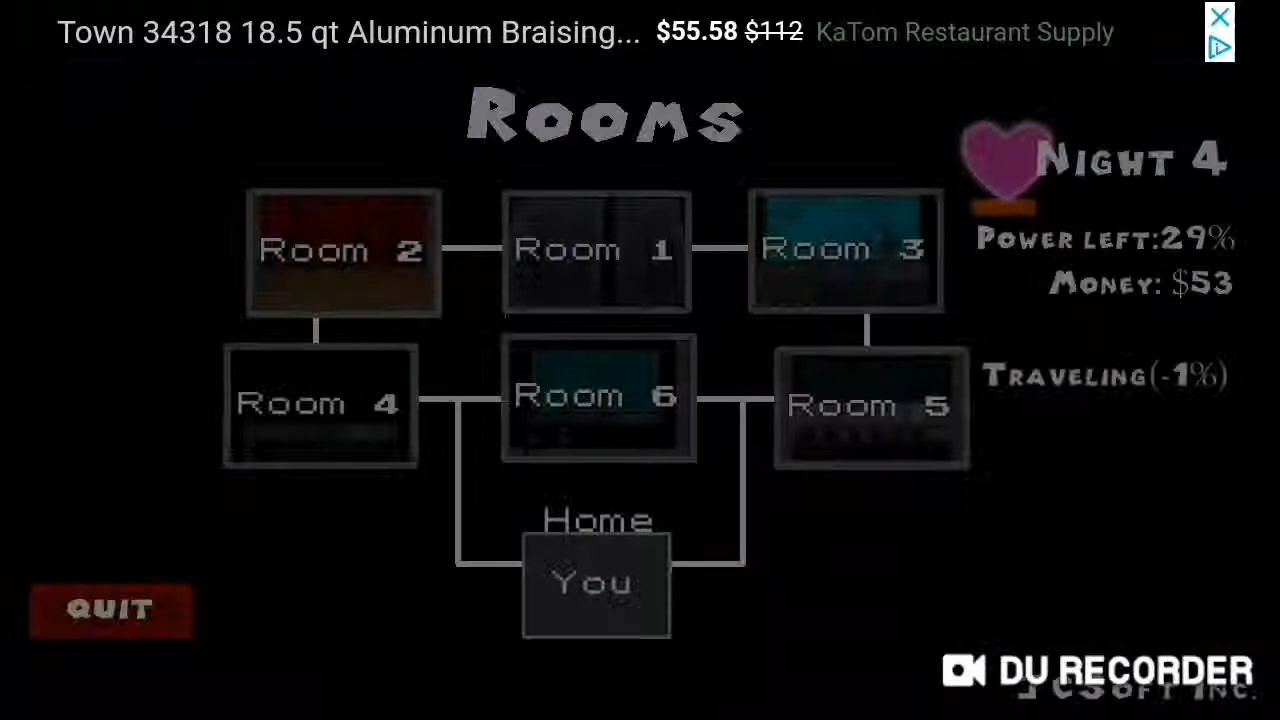 Town 34318 18.5 qt Aluminum Braising... $55.58 $112 KaTom Restaurant Supply
Rooms
Night 4
Power left:29%
Money: $53
Traveling(-1%)
Room 2
Room 1
Room 3
Room 4
Room 6
Room 5
Home
You
QUIT
DU RECORDER